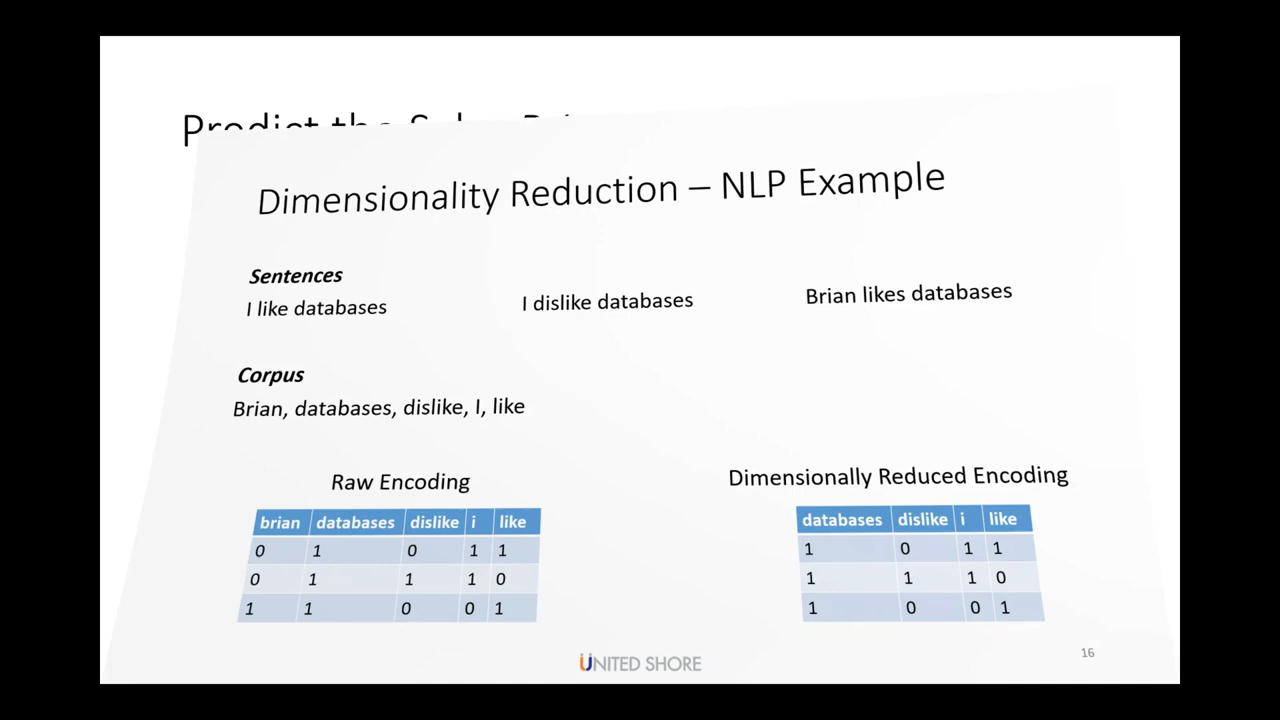 Predict the Sales
Dimensionality Reduction – NLP Example
Sentences
I like databases
I dislike databases
Brian likes databases
Corpus
Brian, databases, dislike, I, like
Raw Encoding
Dimensionally Reduced Encoding
brian databases dislike i like
0 1 0 1 1
0 1 1 1 0
1 1 0 0 1
databases dislike i like
1 0 1 1
1 1 1 0
1 0 0 1
UNITED SHORE
16